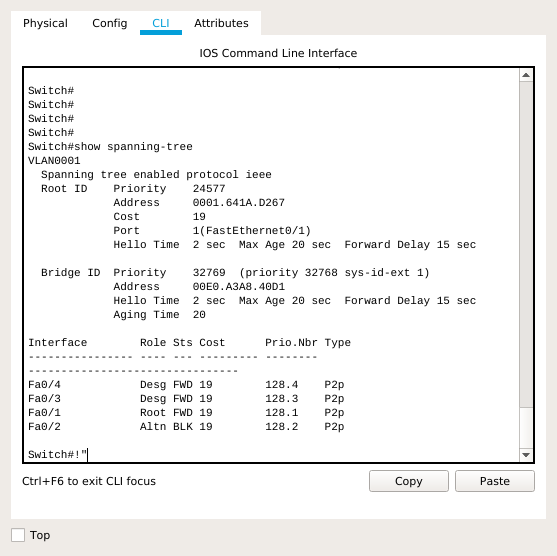 Physical Config CLI Attributes
IOS Command Line Interface
Switch#
Switch#
Switch#
Switch#
Switch#show spanning-tree
VLAN0001
  Spanning tree enabled protocol ieee
  Root ID    Priority    24577
             Address     0001.641A.D267
             Cost        19
             Port        1(FastEthernet0/1)
             Hello Time  2 sec  Max Age 20 sec  Forward Delay 15 sec
  Bridge ID  Priority    32769  (priority 32768 sys-id-ext 1)
             Address     00E0.A3A8.40D1
             Hello Time  2 sec  Max Age 20 sec  Forward Delay 15 sec
             Aging Time  20
Interface        Role Sts Cost      Prio.Nbr Type
---------------- ---- --- --------- --------
--------------------------------
Fa0/4            Desg FWD 19        128.4    P2p
Fa0/3            Desg FWD 19        128.3    P2p
Fa0/1            Root FWD 19        128.1    P2p
Fa0/2            Altn BLK 19        128.2    P2p
Switch#!"
Ctrl+F6 to exit CLI focus Copy Paste
Top